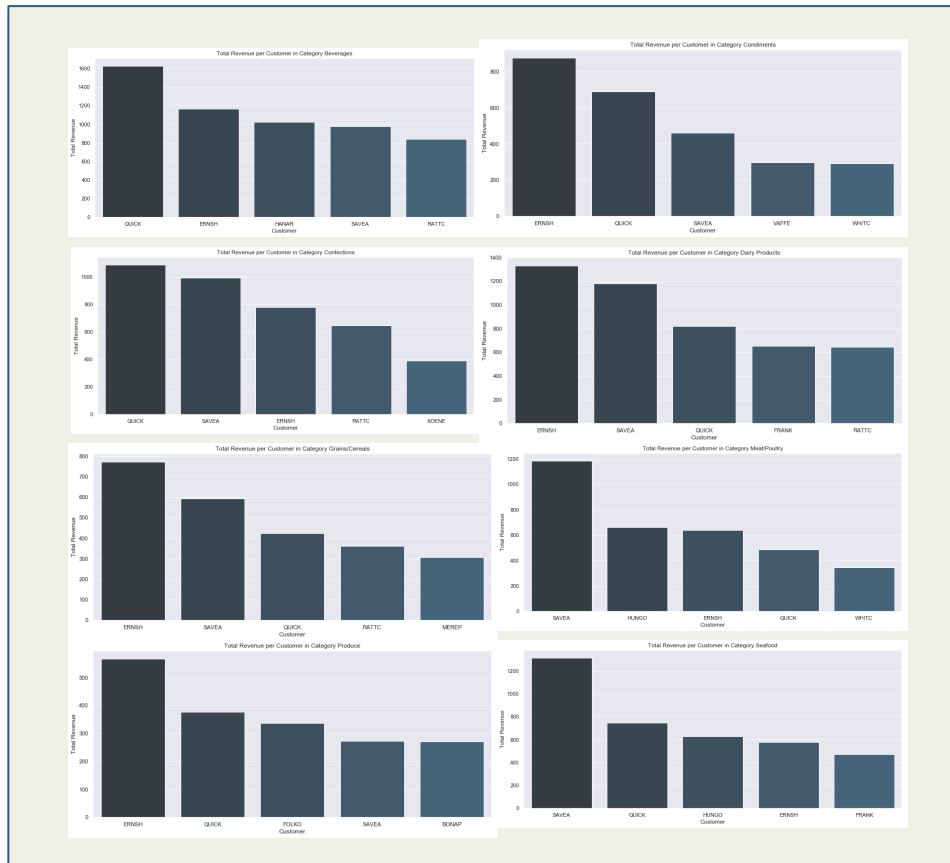 Total Revenue per Customer in Category Beverages
Total Revenue
1600
1400
1200
1000
800
600
400
200
0
QUICK ERNSH HANAR SAVEA RATTC
Customer
Total Revenue per Customer in Category Condiments
Total Revenue
800
600
400
200
0
ERNSH QUICK SAVEA VAFFE WHITC
Customer
Total Revenue per Customer in Category Confections
Total Revenue
1000
800
600
400
200
0
QUICK SAVEA ERNSH RATTC KOENE
Customer
Total Revenue per Customer in Category Dairy Products
Total Revenue
1400
1200
1000
800
600
400
200
0
ERNSH SAVEA QUICK FRANK RATTC
Customer
Total Revenue per Customer in Category Grains/Cereals
Total Revenue
800
700
600
500
400
300
200
100
0
ERNSH SAVEA QUICK RATTC MEREP
Customer
Total Revenue per Customer in Category Meat/Poultry
Total Revenue
1200
1000
800
600
400
200
0
SAVEA HUNGO ERNSH QUICK WHITC
Customer
Total Revenue per Customer in Category Produce
Total Revenue
500
400
300
200
100
0
ERNSH QUICK FOLKO SAVEA BONAP
Customer
Total Revenue per Customer in Category Seafood
Total Revenue
1200
1000
800
600
400
200
0
SAVEA QUICK HUNGO ERNSH FRANK
Customer